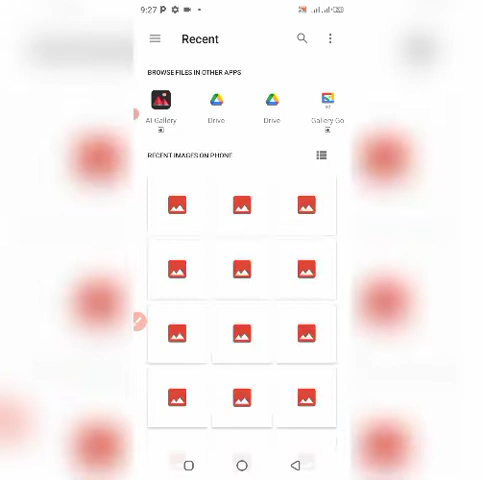 9:27
Recent
BROWSE FILES IN OTHER APPS
AI Gallery
Drive
Drive
Gallery Go
RECENT IMAGES ON PHONE